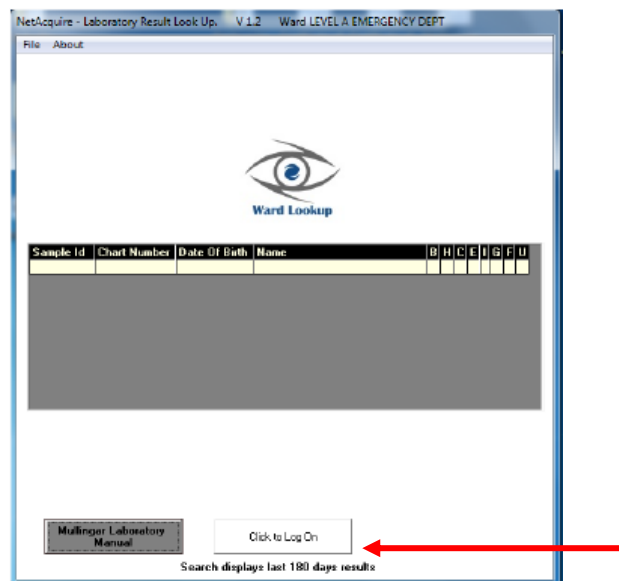 NetAcquire - Laboratory Result Look Up. V 1.2 Ward LEVEL A EMERGENCY DEPT
File About
Ward Lookup
Sample Id Chart Number Date Of Birth Name B H C E I G F U
Mullingar Laboratory
Manual
Click to Log On
Search displays last 180 days results